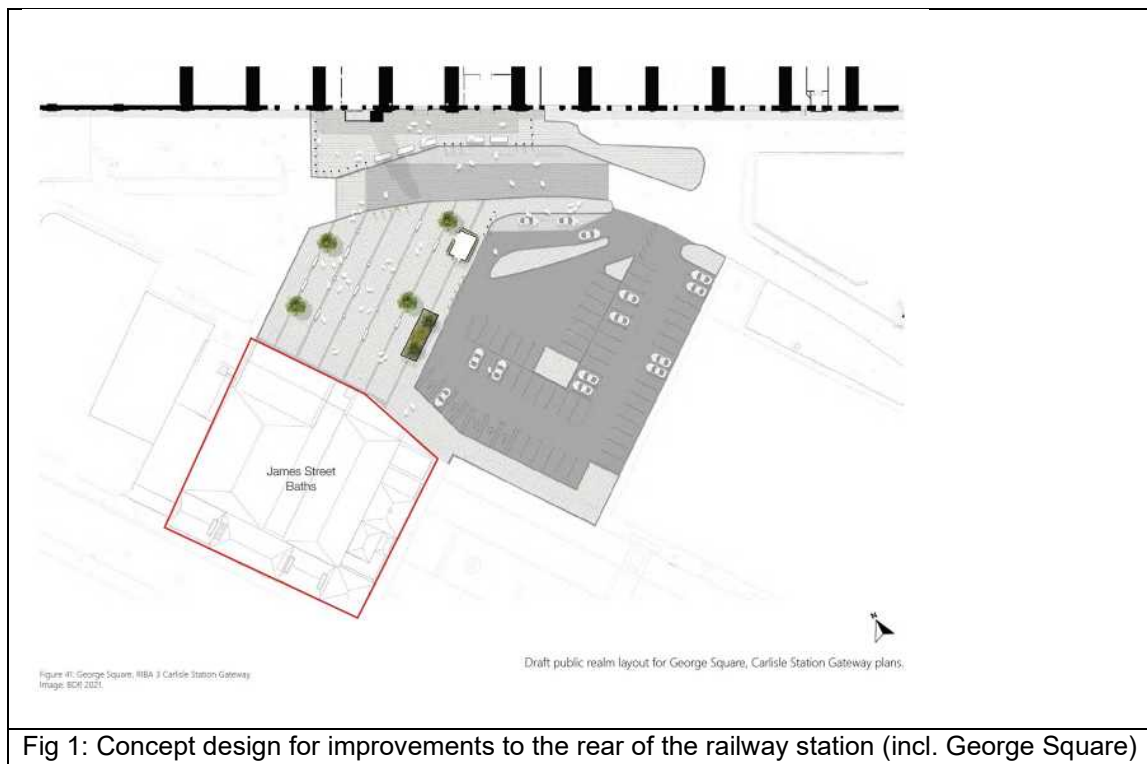 James Street
Baths
N
Draft public realm layout for George Square, Carlisle Station Gateway plans.
Figure 41: George Square, RIBA 3 Carlisle Station Gateway
Image: BDP, 2021
Fig 1: Concept design for improvements to the rear of the railway station (incl. George Square)